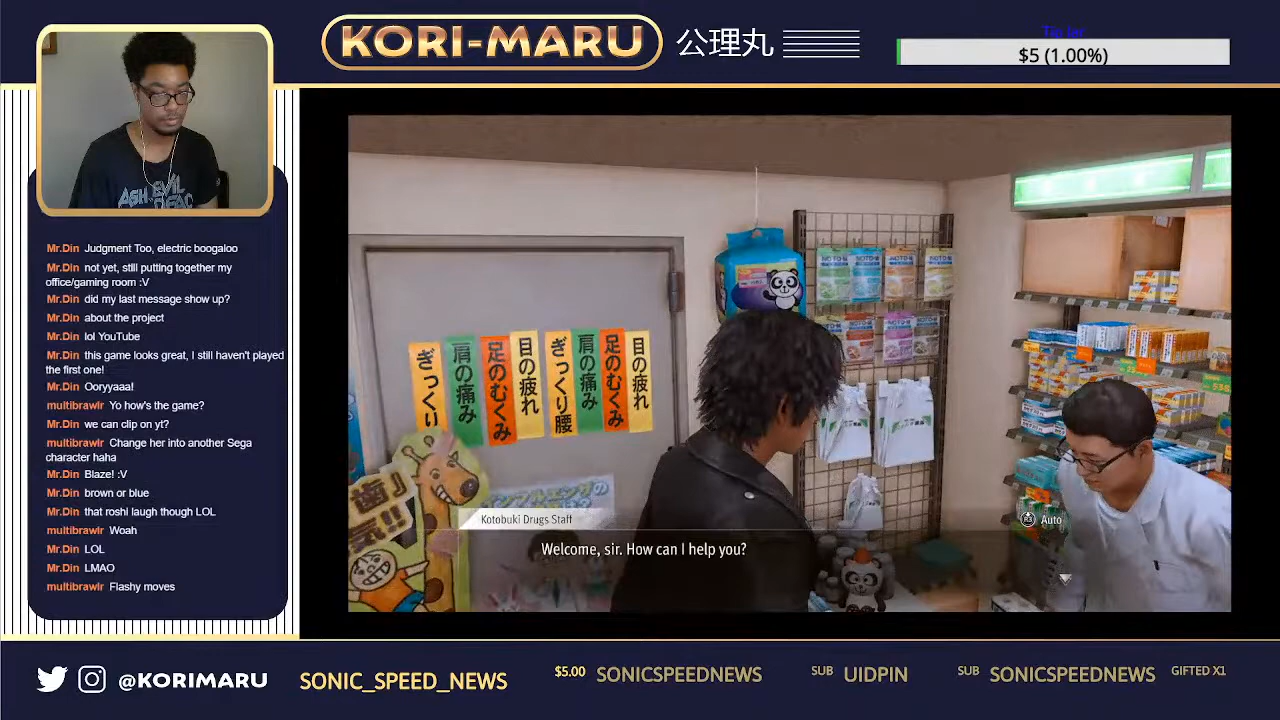 KORI-MARU 公理丸
Tip Jar
$5 (1.00%)
ASH EVIL
DEAD
Mr.Din Judgment Too, electric boogaloo
Mr.Din not yet, still putting together my
office/gaming room :V
Mr.Din did my last message show up?
Mr.Din about the project
Mr.Din lol YouTube
Mr.Din this game looks great, I still haven't played
the first one!
Mr.Din Ooryyaaa!
multibrawlr Yo how's the game?
Mr.Din we can clip on yt?
multibrawlr Change her into another Sega
character haha
Mr.Din Blaze! :V
Mr.Din brown or blue
Mr.Din that roshi laugh though LOL
multibrawlr Woah
Mr.Din LOL
Mr.Din LMAO
multibrawlr Flashy moves
ぎっくり
肩の痛み
足のむくみ
目の疲れ
ぎっくり腰
肩の痛み
足のむくみ
目の疲れ
Kotobuki Drugs Staff
Welcome, sir. How can I help you?
R3 Auto
@KORIMARU
SONIC_SPEED_NEWS
$5.00 SONICSPEEDNEWS
SUB UIDPIN
SUB SONICSPEEDNEWS GIFTED X1